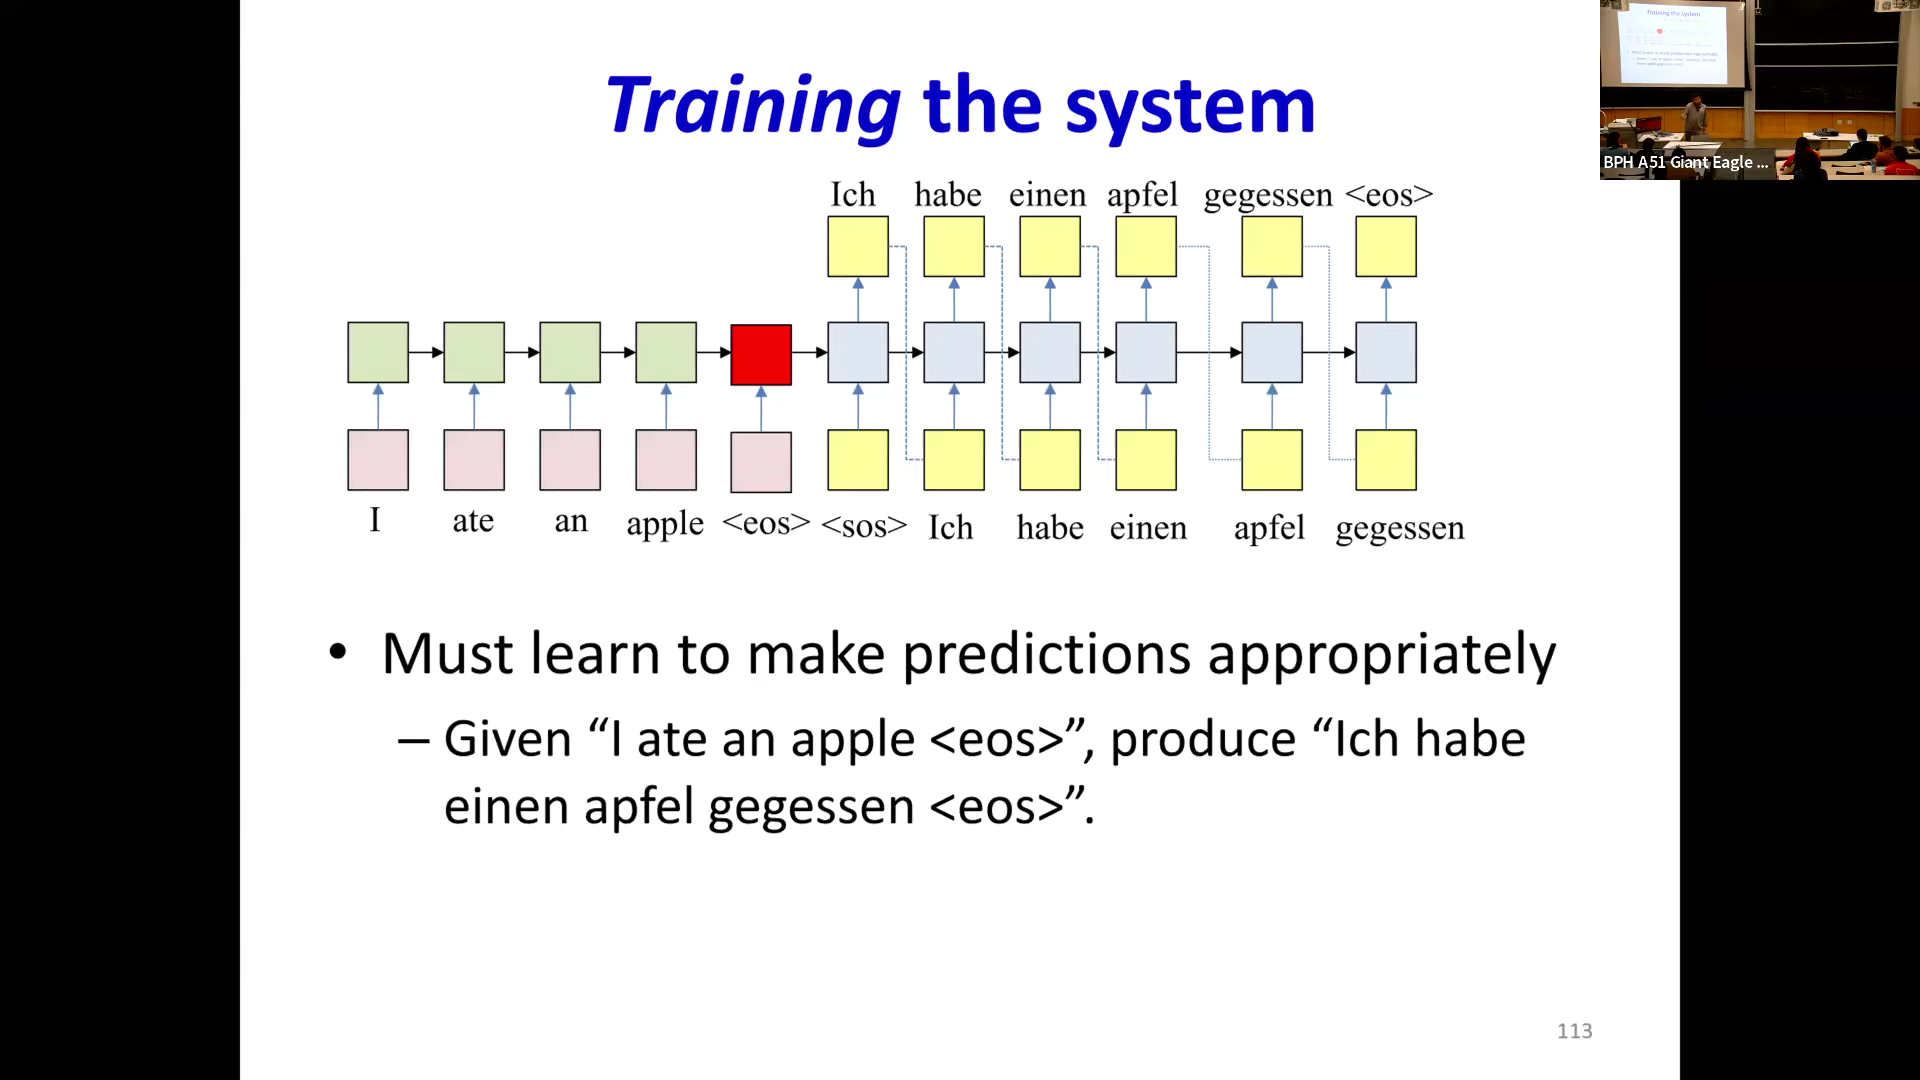 Training the system
BPH A51 Giant Eagle ...
Ich habe einen apfel gegessen <eos>
I ate an apple <eos> <sos> Ich habe einen apfel gegessen
• Must learn to make predictions appropriately
– Given “I ate an apple <eos>”, produce “Ich habe
einen apfel gegessen <eos>”.
113